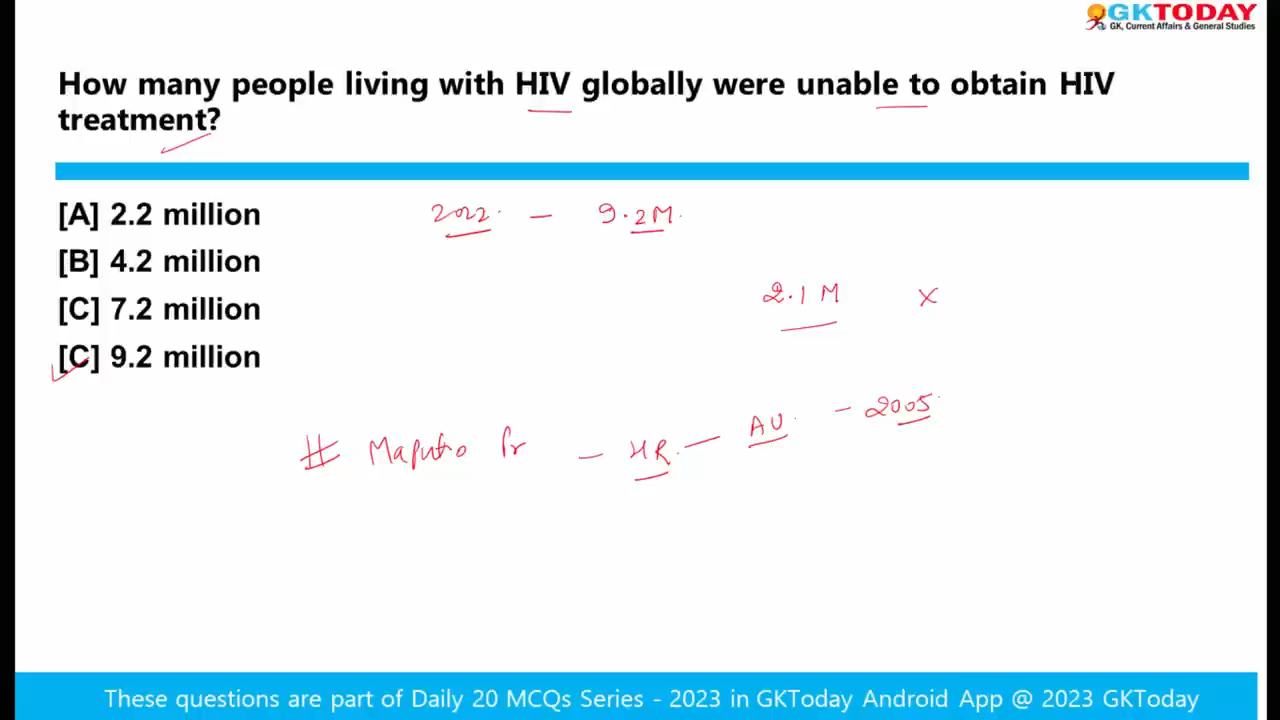 GKTODAY
GK, Current Affairs & General Studies
How many people living with HIV globally were unable to obtain HIV
treatment?
[A] 2.2 million
2022 - 9.2M
[B] 4.2 million
2.1 M x
[C] 7.2 million
[C] 9.2 million
# Maputo Pr - HR - AU - 2005
These questions are part of Daily 20 MCQs Series - 2023 in GKToday Android App @ 2023 GKToday